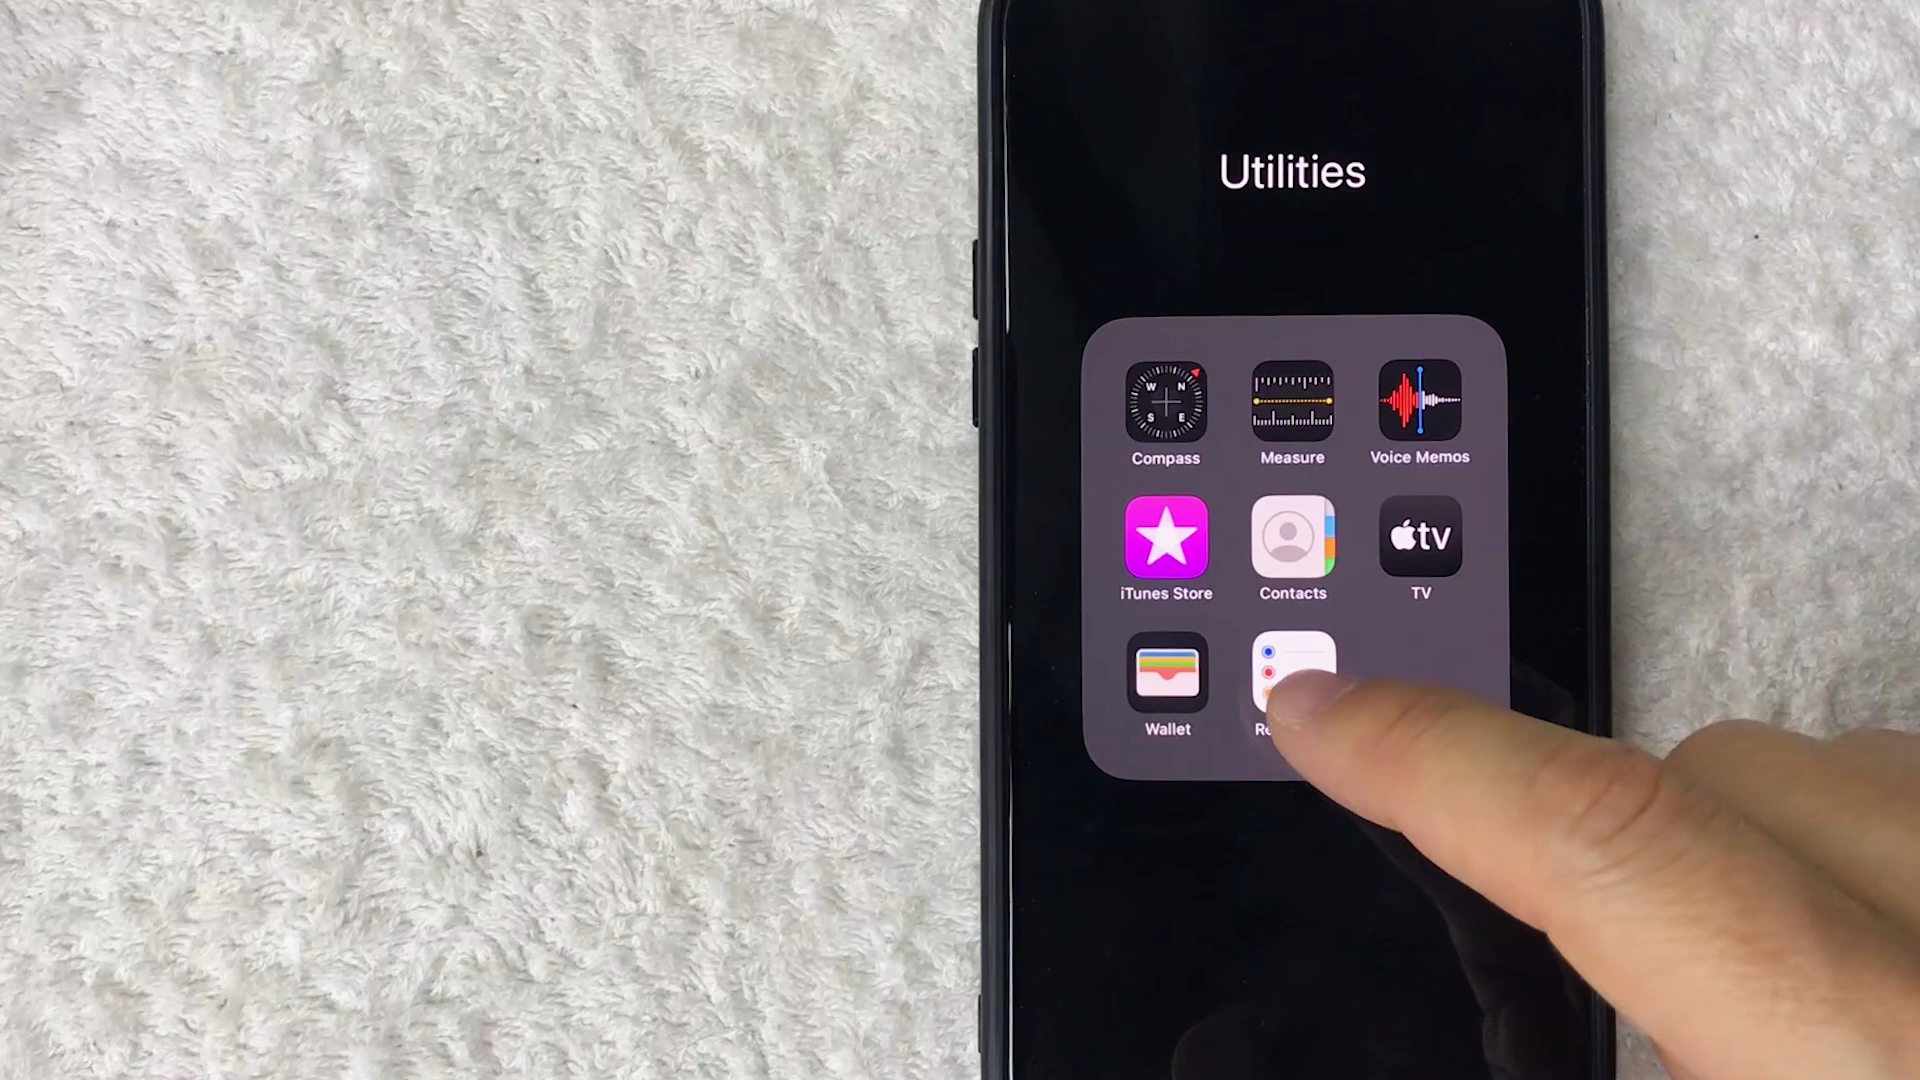 Utilities
W N
S E
Compass
Measure
Voice Memos
tv
iTunes Store
Contacts
TV
Wallet